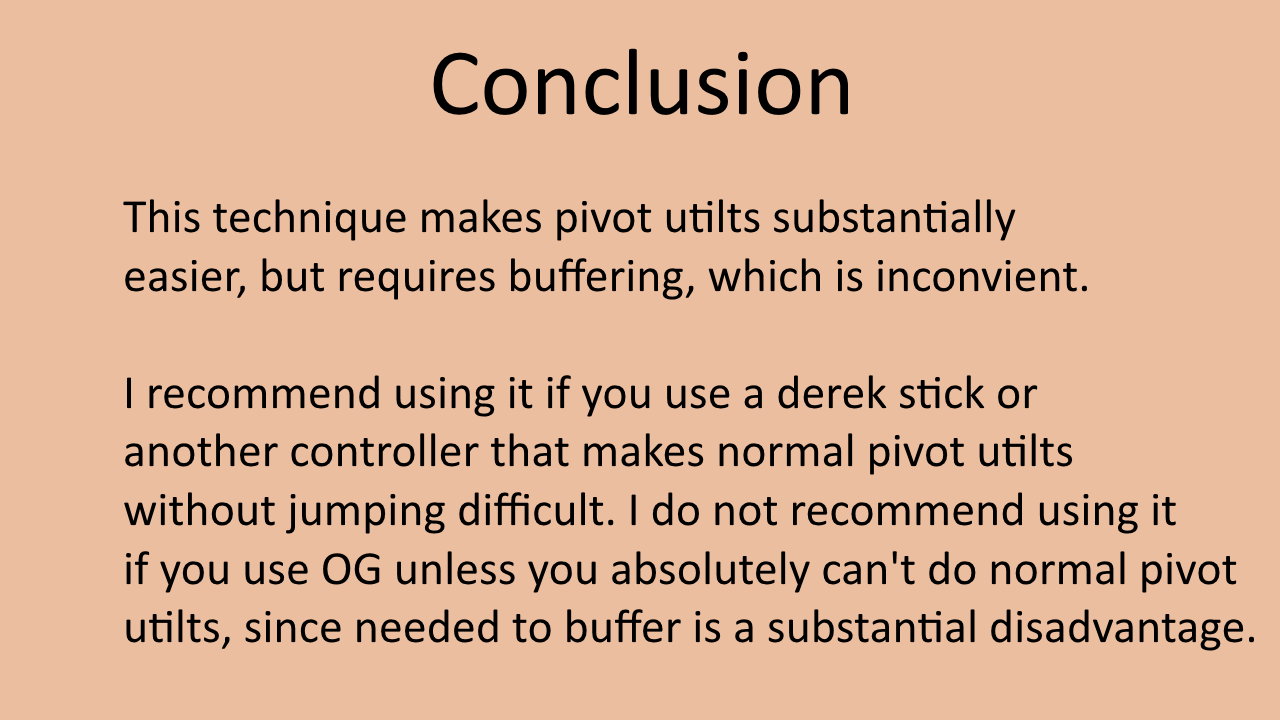 Conclusion
This technique makes pivot utilts substantially
easier, but requires buffering, which is inconvient.
I recommend using it if you use a derek stick or
another controller that makes normal pivot utilts
without jumping difficult. I do not recommend using it
if you use OG unless you absolutely can't do normal pivot
utilts, since needed to buffer is a substantial disadvantage.